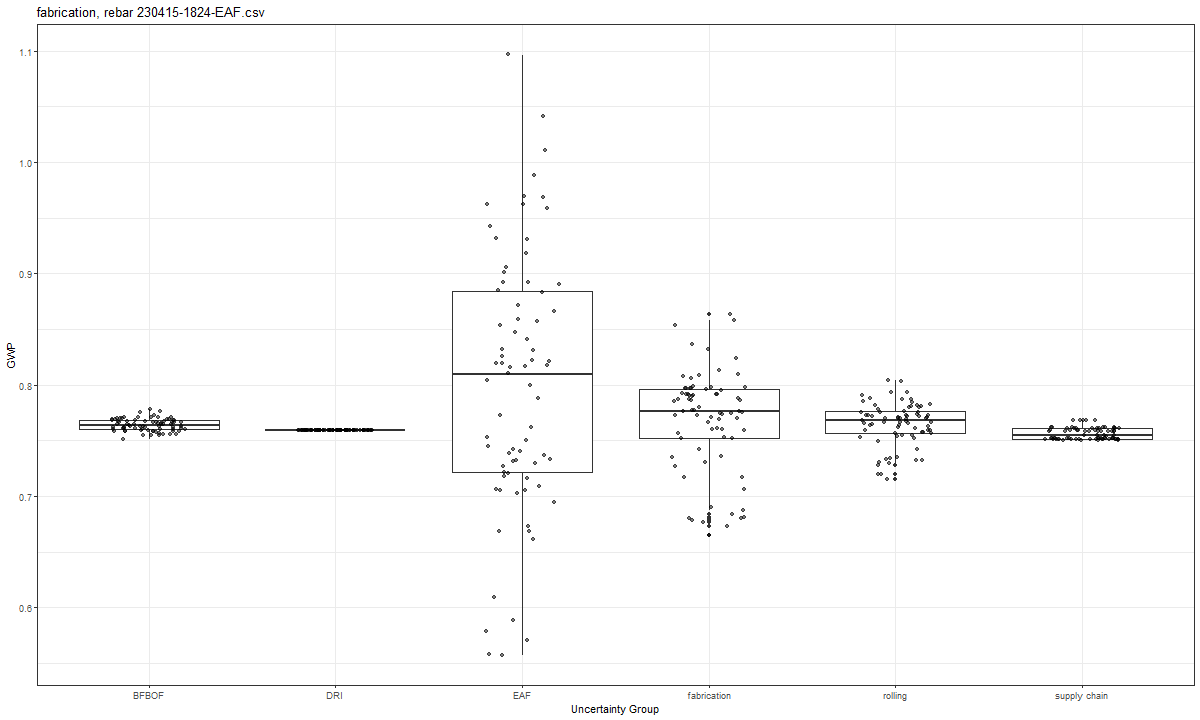 fabrication, rebar 230415-1824-EAF.csv
1.1
1.0
0.9
0.8
0.7
0.6
GWP
BFBOF DRI EAF fabrication rolling supply chain
Uncertainty Group